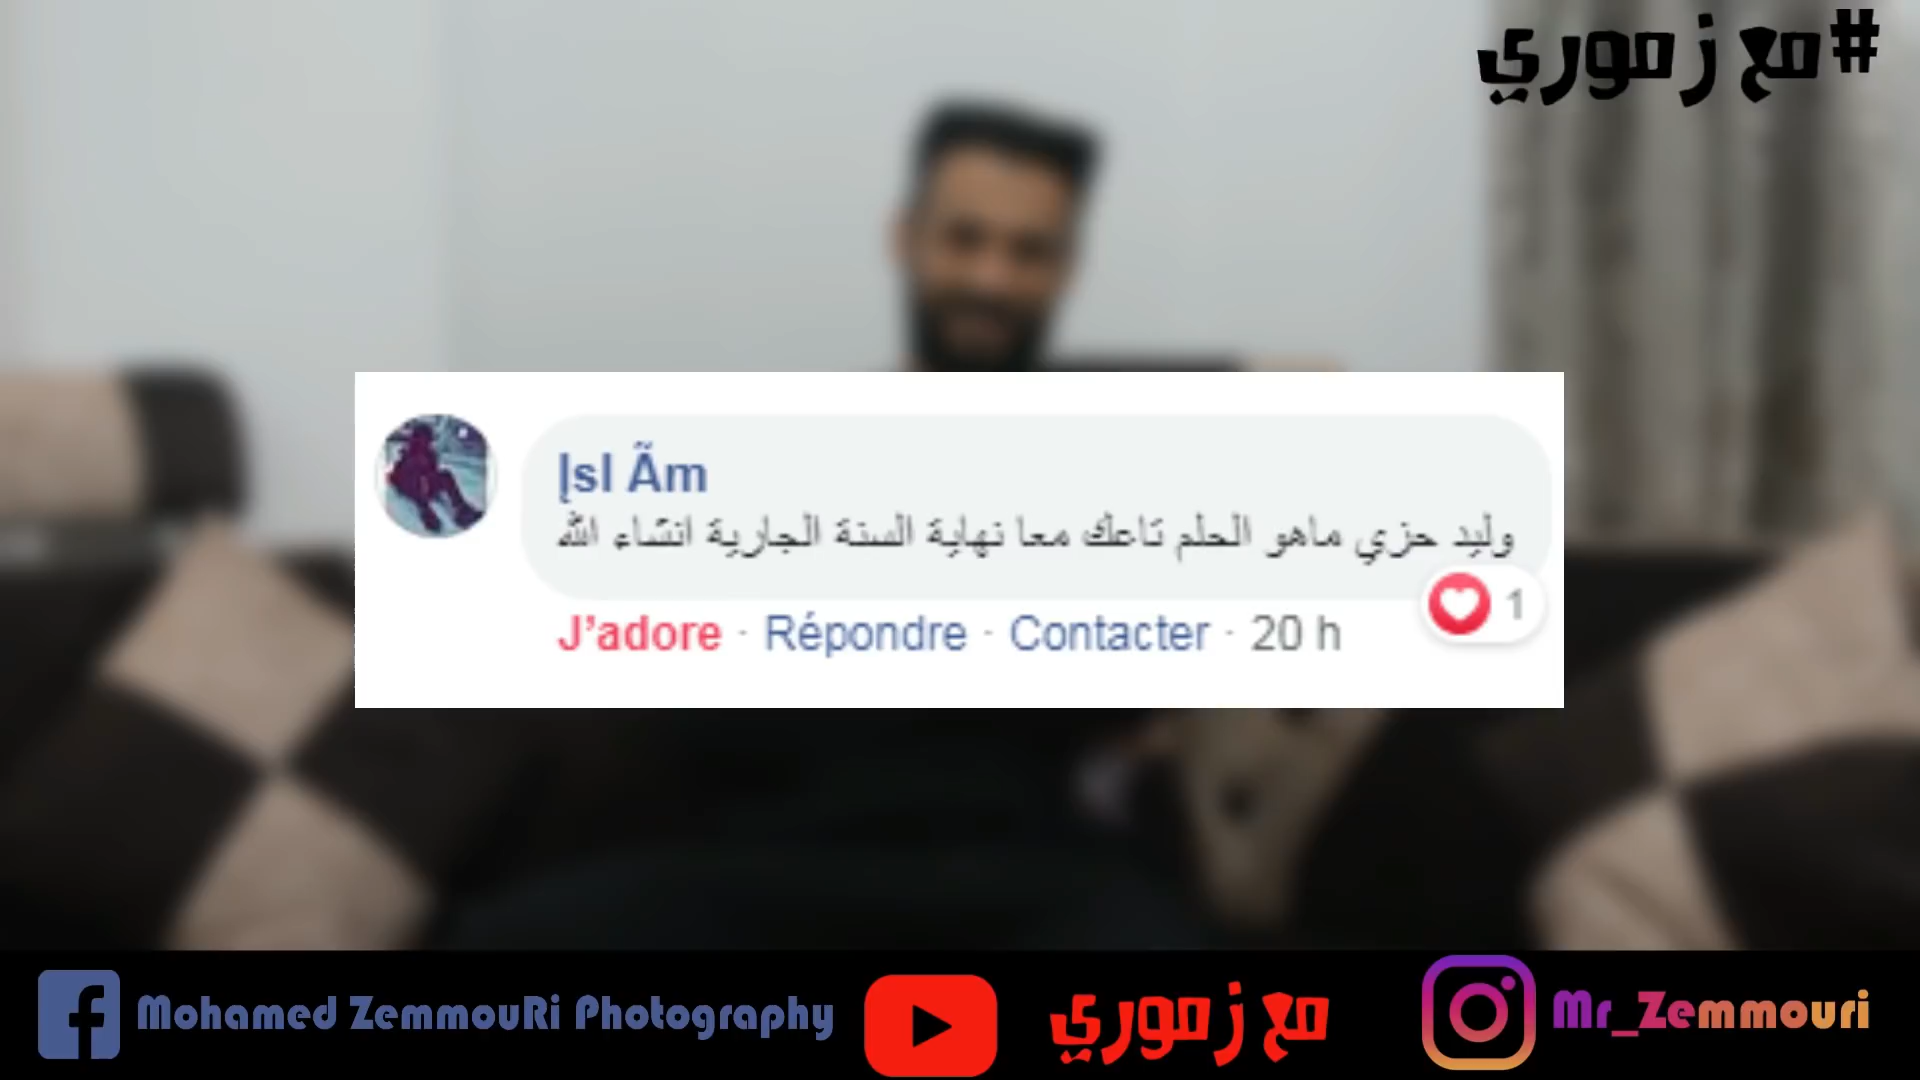 #مع زموري
Įsl Ãm
وليد حزي ماهو الحلم تاعك معا نهاية السنة الجارية انشاء الله
1
J’adore · Répondre · Contacter · 20 h
Mohamed ZemmouRi Photography
مع زموري
Mr_Zemmouri